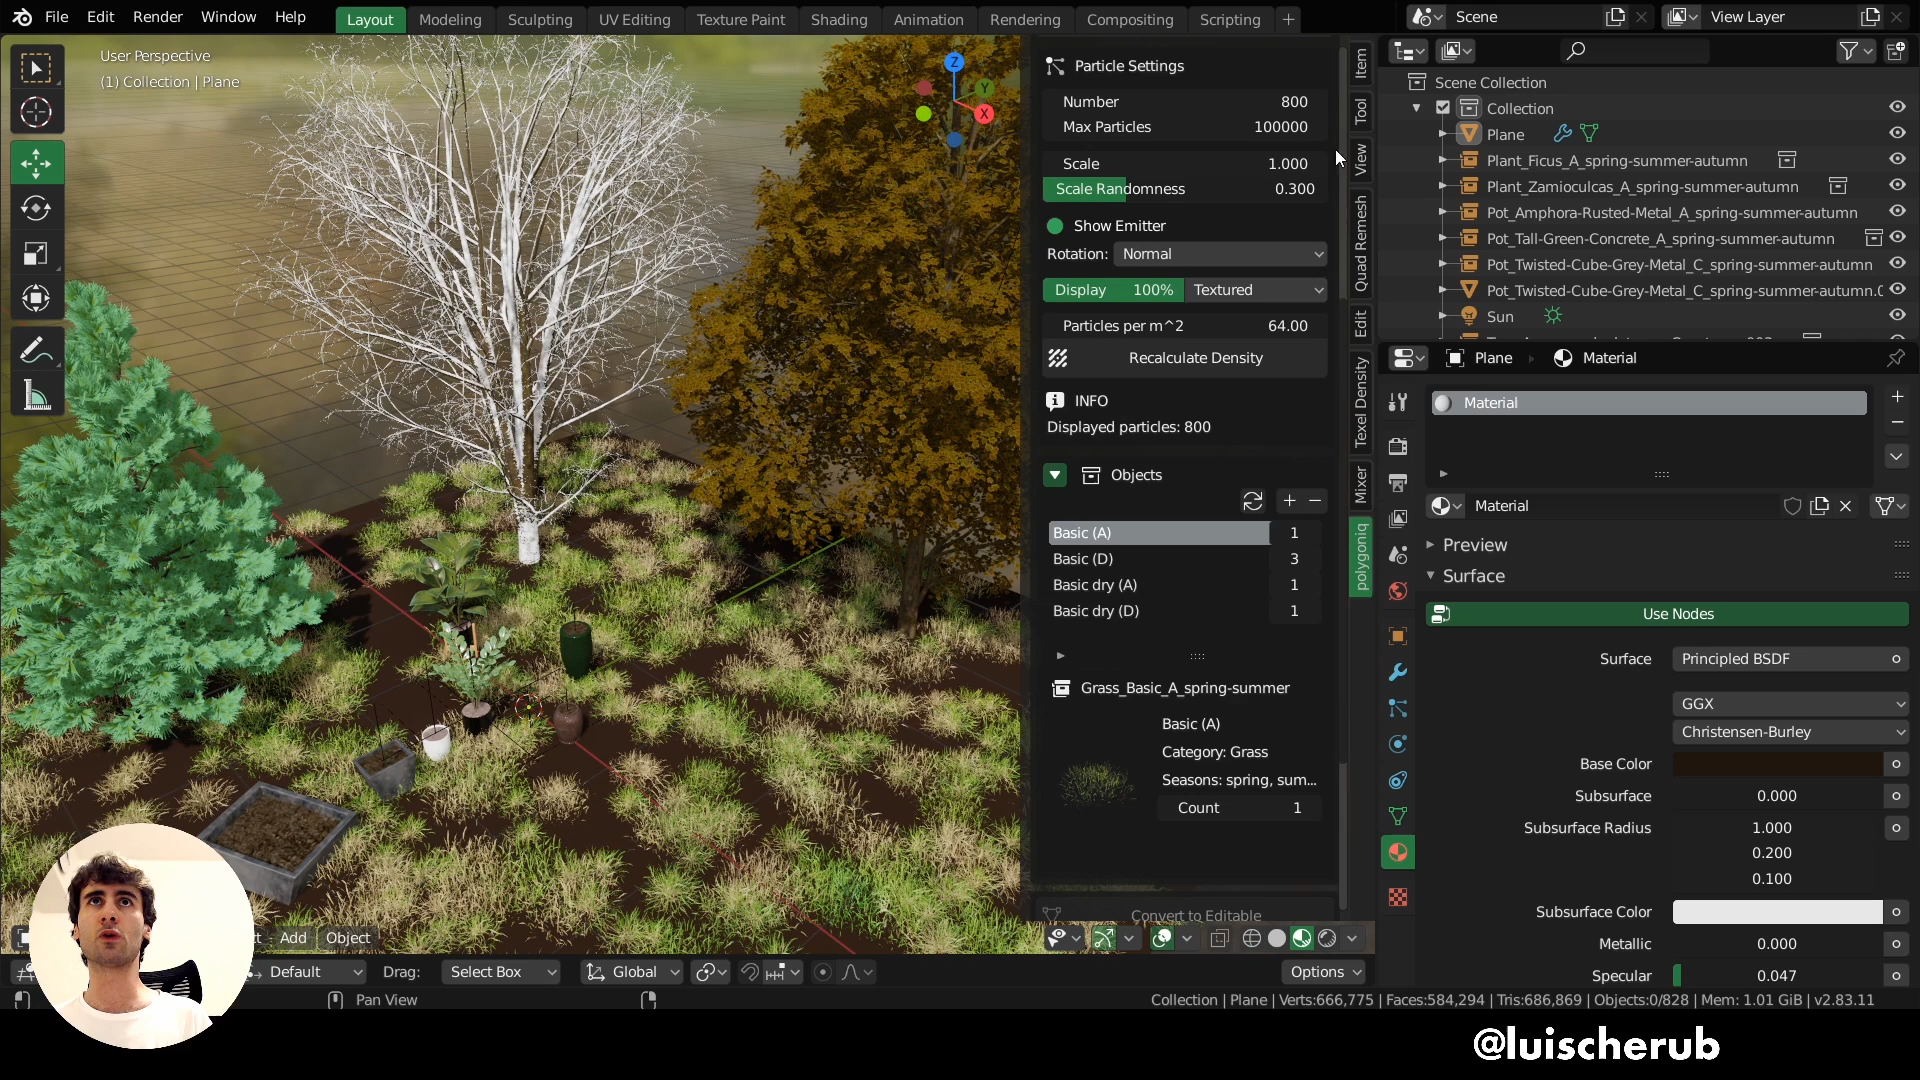 File Edit Render Window Help
Layout Modeling Sculpting UV Editing Texture Paint Shading Animation Rendering Compositing Scripting +
Scene
View Layer
User Perspective
(1) Collection | Plane
Z
Y
X
Particle Settings
Number 800
Max Particles 100000
Scale 1.000
Scale Randomness 0.300
Show Emitter
Rotation: Normal
Display 100% Textured
Particles per m^2 64.00
Recalculate Density
INFO
Displayed particles: 800
Objects
Basic (A) 1
Basic (D) 3
Basic dry (A) 1
Basic dry (D) 1
Grass_Basic_A_spring-summer
Basic (A)
Category: Grass
Seasons: spring, sum...
Count 1
Convert to Editable
Item
Tool
View
Quad Remesh
Edit
Texel Density
Mixer
polygoniq
Scene Collection
Collection
Plane
Plant_Ficus_A_spring-summer-autumn
Plant_Zamioculcas_A_spring-summer-autumn
Pot_Amphora-Rusted-Metal_A_spring-summer-autumn
Pot_Tall-Green-Concrete_A_spring-summer-autumn
Pot_Twisted-Cube-Grey-Metal_C_spring-summer-autumn
Pot_Twisted-Cube-Grey-Metal_C_spring-summer-autumn.
Sun
Plane Material
Material
Material
Preview
Surface
Use Nodes
Surface Principled BSDF
GGX
Christensen-Burley
Base Color
Subsurface 0.000
Subsurface Radius 1.000
0.200
0.100
Subsurface Color
Metallic 0.000
Specular 0.047
Add Object
Default Drag: Select Box Global Options
Pan View
Collection | Plane | Verts:666,775 | Faces:584,294 | Tris:686,869 | Objects:0/828 | Mem: 1.01 GiB | v2.83.11
@luischerub